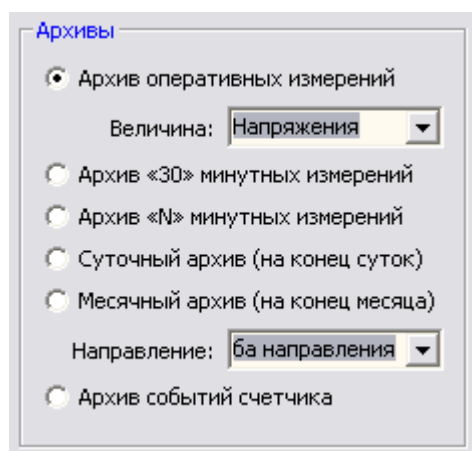 Архивы
Архив оперативных измерений
Величина: Напряжения
Архив «30» минутных измерений
Архив «N» минутных измерений
Суточный архив (на конец суток)
Месячный архив (на конец месяца)
Направление: ба направления
Архив событий счетчика